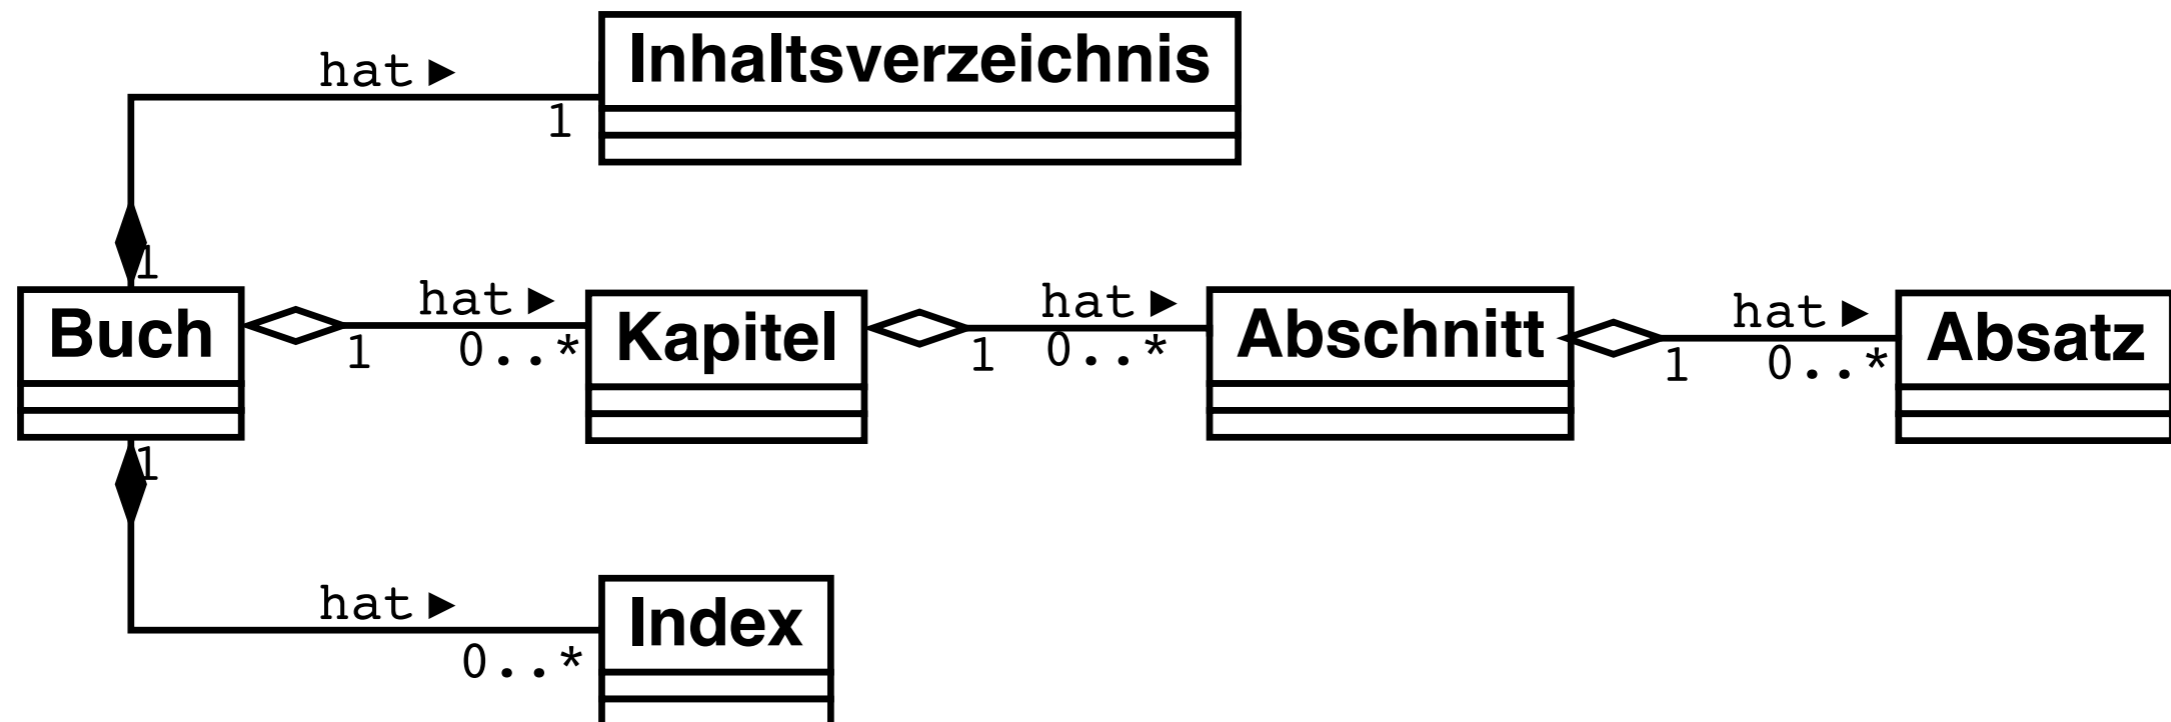 Inhaltsverzeichnis
hat ►
1
1
Buch
hat ►
1
0..*
Kapitel
hat ►
1
0..*
Abschnitt
hat ►
1
0..*
Absatz
1
hat ►
0..*
Index